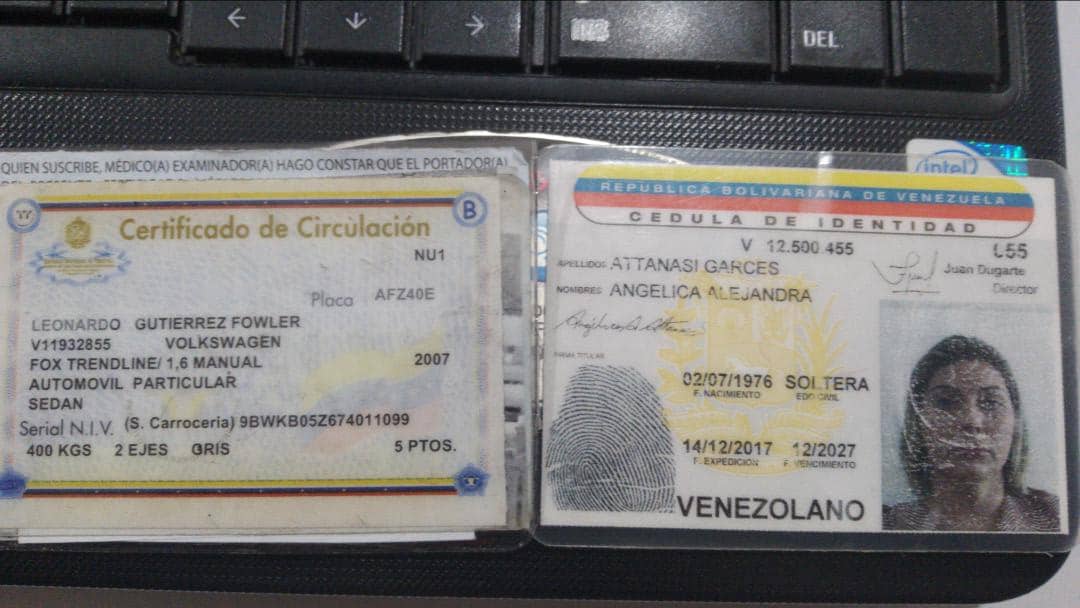 ←
↓
→
INS
DEL
QUIEN SUSCRIBE, MÉDICO(A) EXAMINADOR(A) HAGO CONSTAR QUE EL PORTADOR(A)
B
Certificado de Circulación
NU1
Placa AFZ40E
LEONARDO GUTIERREZ FOWLER
V11932855 VOLKSWAGEN
FOX TRENDLINE/ 1,6 MANUAL 2007
AUTOMOVIL PARTICULAR
SEDAN
Serial N.I.V. (S. Carroceria) 9BWKB05Z674011099
400 KGS 2 EJES GRIS 5 PTOS.
intel
REPUBLICA BOLIVARIANA DE VENEZUELA
CEDULA DE IDENTIDAD
V 12.500.455
APELLIDOS ATTANASI GARCES
Juan Dugarte
Director
NOMBRES ANGELICA ALEJANDRA
FIRMA TITULAR
02/07/1976 SOLTERA
F. NACIMIENTO EDO CIVIL
14/12/2017 12/2027
F. EXPEDICION F. VENCIMIENTO
VENEZOLANO